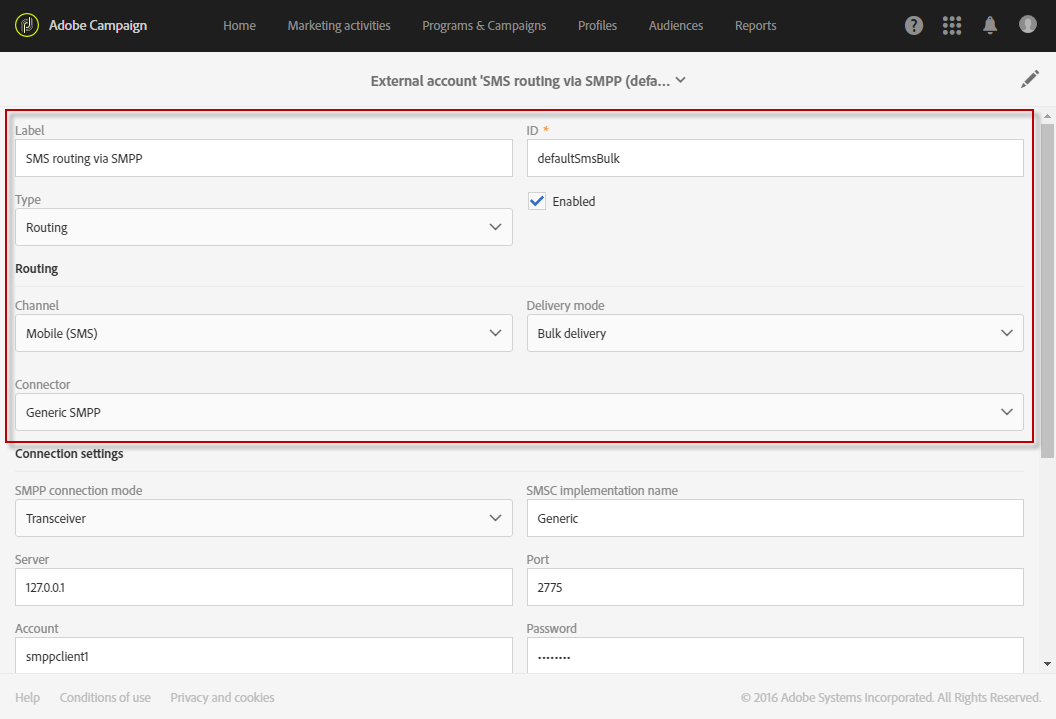 Adobe Campaign Home Marketing activities Programs & Campaigns Profiles Audiences Reports ?
External account 'SMS routing via SMPP (defa...
Label ID *
SMS routing via SMPP defaultSmsBulk
Type Enabled
Routing
Routing
Channel Delivery mode
Mobile (SMS) Bulk delivery
Connector
Generic SMPP
Connection settings
SMPP connection mode SMSC implementation name
Transceiver Generic
Server Port
127.0.0.1 2775
Account Password
smppclient1 ••••••••
Help Conditions of use Privacy and cookies © 2016 Adobe Systems Incorporated. All Rights Reserved.